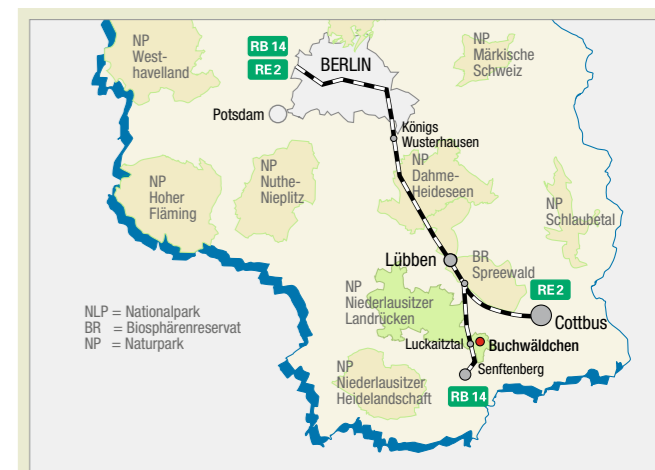 NP
West-
havelland
RB 14
RE 2
BERLIN
NP
Märkische
Schweiz
Potsdam
Königs
Wusterhausen
NP
Dahme-
Heideseen
NP
Hoher
Fläming
NP
Nuthe-
Nieplitz
NP
Schlaubetal
Lübben
BR
Spreewald
RE 2
Cottbus
NP
Niederlausitzer
Landrücken
NLP = Nationalpark
BR = Biosphärenreservat
NP = Naturpark
Luckaitztal
Buchwäldchen
Senftenberg
NP
Niederlausitzer
Heidelandschaft
RB 14